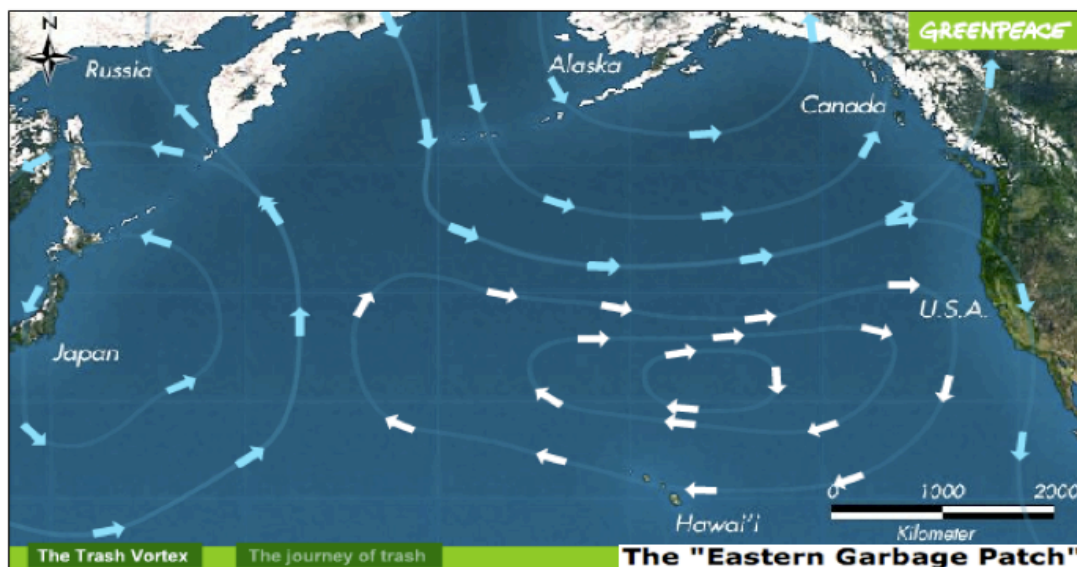 N
GREENPEACE
Russia
Alaska
Canada
U.S.A.
Japan
Hawai'i
0 1000 2000
Kilometer
The Trash Vortex
The journey of trash
The "Eastern Garbage Patch"